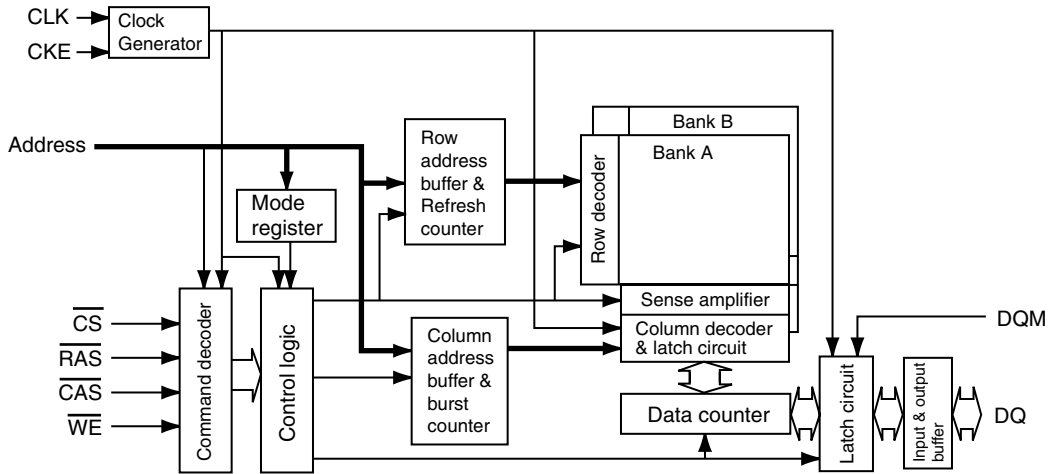 CLK
CKE
Clock
Generator
Address
Row
address
buffer &
Refresh
counter
Bank B
Bank A
Row decoder
Mode
register
Sense amplifier
Column decoder
& latch circuit
CS
RAS
CAS
WE
Command decoder
Control logic
Column
address
buffer &
burst
counter
Data counter
Latch circuit
Input & output
buffer
DQM
DQ